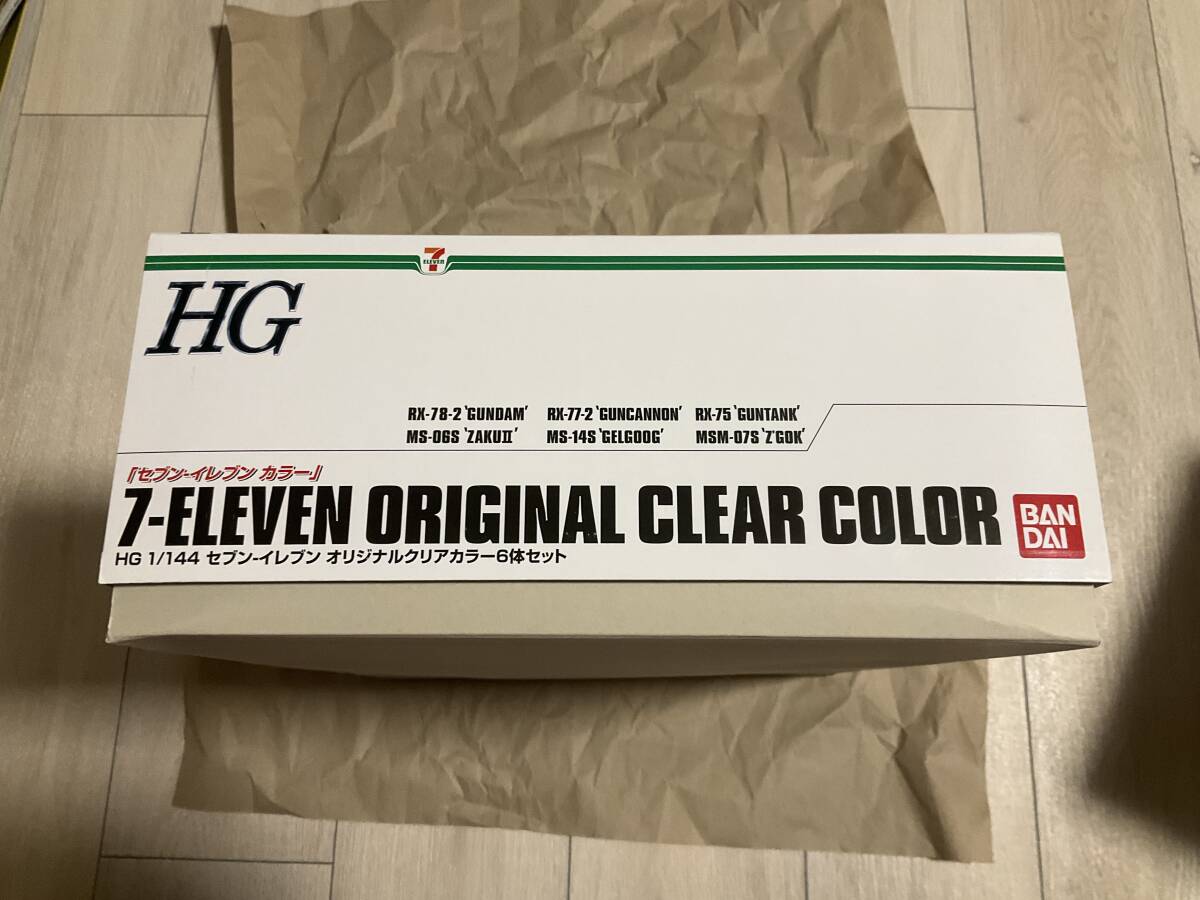 7
ELEVEN
HG
RX-78-2 'GUNDAM' RX-77-2 'GUNCANNON' RX-75 'GUNTANK'
MS-06S 'ZAKUⅡ' MS-14S 'GELGOOG' MSM-07S 'Z'GOK'
「セブン-イレブン カラー」
7-ELEVEN ORIGINAL CLEAR COLOR
BAN
DAI
HG 1/144 セブン-イレブン オリジナルクリアカラー6体セット